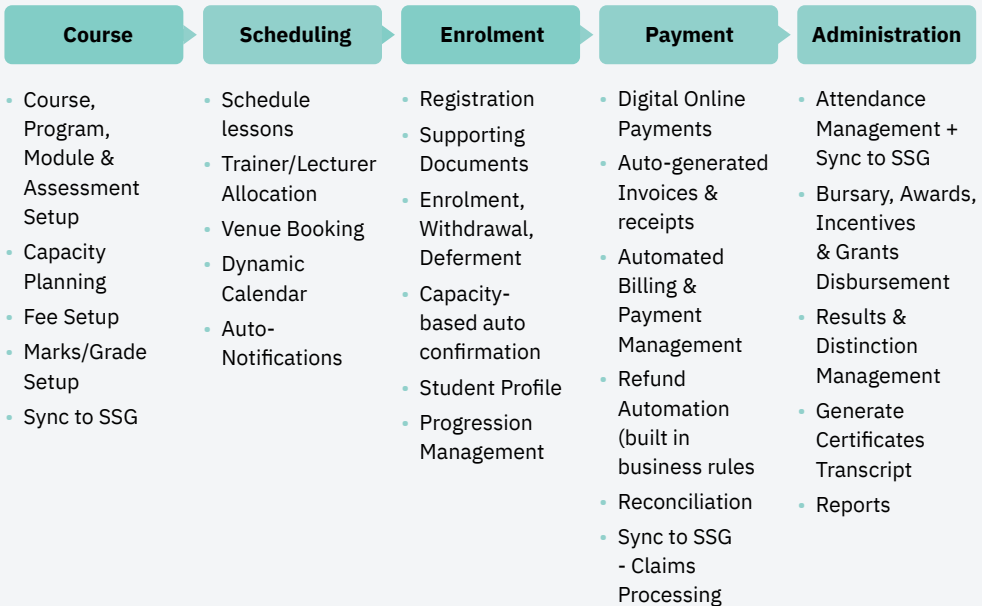 Course
Course,
Program,
Module &
Assessment
Setup
Capacity
Planning
Fee Setup
Marks/Grade
Setup
Sync to SSG
Scheduling
Schedule
lessons
Trainer/Lecturer
Allocation
Venue Booking
Dynamic
Calendar
Auto-
Notifications
Enrolment
Registration
Supporting
Documents
Enrolment,
Withdrawal,
Deferment
Capacity-
based auto
confirmation
Student Profile
Progression
Management
Payment
Digital Online
Payments
Auto-generated
Invoices &
receipts
Automated
Billing &
Payment
Management
Refund
Automation
(built in
business rules
Reconciliation
Sync to SSG
- Claims
Processing
Administration
Attendance
Management +
Sync to SSG
Bursary, Awards,
Incentives
& Grants
Disbursement
Results &
Distinction
Management
Generate
Certificates
Transcript
Reports